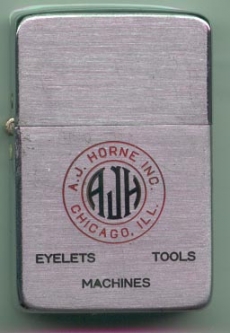 A.J. HORNE INC.
AJH
CHICAGO, ILL.
EYELETS TOOLS
MACHINES